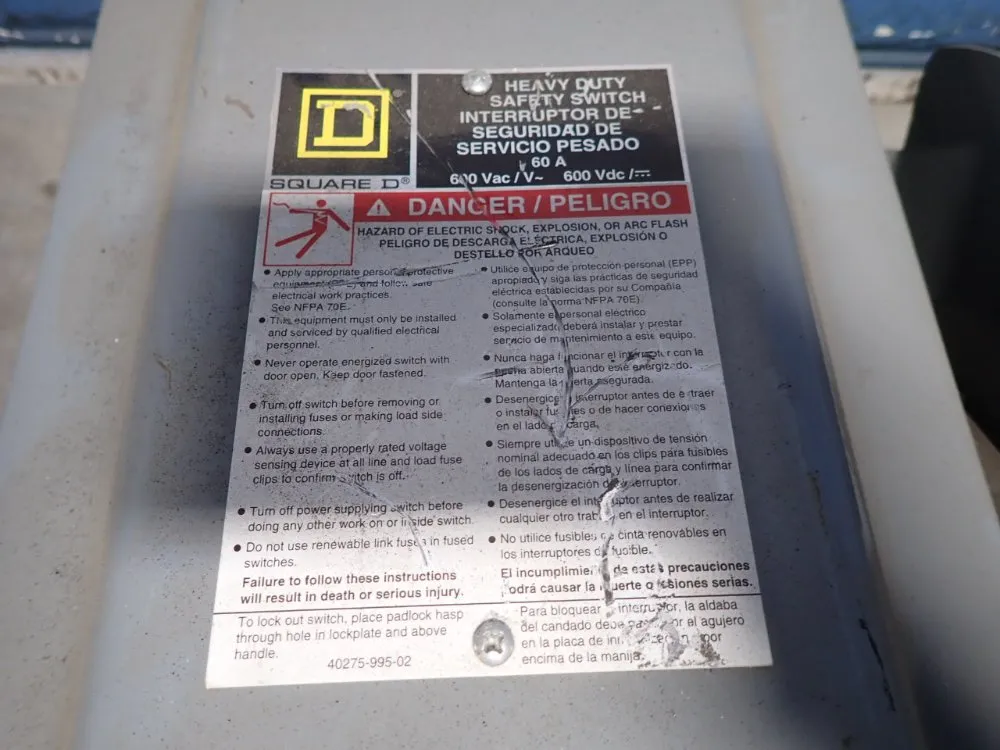 D
SQUARE D®
HEAVY DUTY
SAFETY SWITCH
INTERRUPTOR DE
SEGURIDAD DE
SERVICIO PESADO
60 A
600 Vac / V~ 600 Vdc / ⎓
DANGER / PELIGRO
HAZARD OF ELECTRIC SHOCK, EXPLOSION, OR ARC FLASH
PELIGRO DE DESCARGA ELÉCTRICA, EXPLOSIÓN O
DESTELLO POR ARQUEO
• Apply appropriate personal protective
equipment (PPE) and follow safe
electrical work practices.
See NFPA 70E.
• This equipment must only be installed
and serviced by qualified electrical
personnel.
• Never operate energized switch with
door open. Keep door fastened.
• Turn off switch before removing or
installing fuses or making load side
connections.
• Always use a properly rated voltage
sensing device at all line and load fuse
clips to confirm switch is off.
• Turn off power supplying switch before
doing any other work on or inside switch.
• Do not use renewable link fuses in fused
switches.
Failure to follow these instructions
will result in death or serious injury.
• Utilice equipo de protección personal (EPP)
apropiado y siga las prácticas de seguridad
eléctrica establecidas por su Compañía
(consulte la norma NFPA 70E).
• Solamente el personal eléctrico
especializado deberá instalar y prestar
servicio de mantenimiento a este equipo.
• Nunca haga funcionar el interruptor con la
puerta abierta cuando esté energizado.
Mantenga la puerta asegurada.
• Desenergice el interruptor antes de extraer
o instalar fusibles o de hacer conexiones
en el lado de carga.
• Siempre utilice un dispositivo de tensión
nominal adecuado en los clips para fusibles
de los lados de carga y línea para confirmar
la desenergización del interruptor.
• Desenergice el interruptor antes de realizar
cualquier otro trabajo en el interruptor.
• No utilice fusibles de cinta renovables en
los interruptores de fusible.
El incumplimiento de estas precauciones
podrá causar la muerte o lesiones serias.
To lock out switch, place padlock hasp
through hole in lockplate and above
handle.
40275-995-02
Para bloquear el interruptor, la aldaba
del candado debe pasar por el agujero
en la placa de por
encima de la manija.